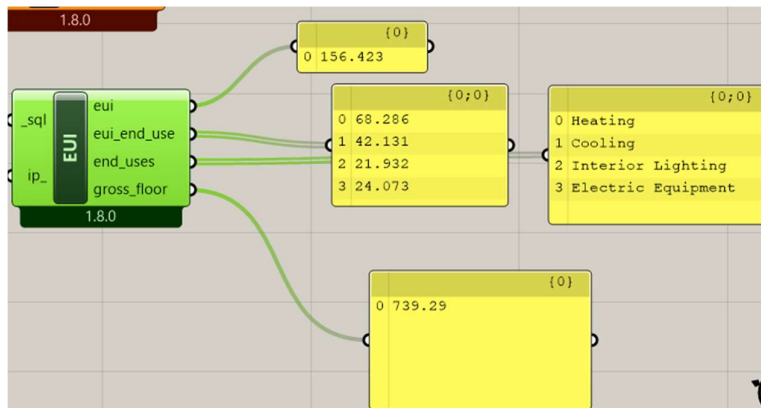 1.8.0
_sql
ip_
EUI
eui
eui_end_use
end_uses
gross_floor
1.8.0
{0}
0 156.423
{0;0}
0 68.286
1 42.131
2 21.932
3 24.073
{0;0}
0 Heating
1 Cooling
2 Interior Lighting
3 Electric Equipment
{0}
0 739.29